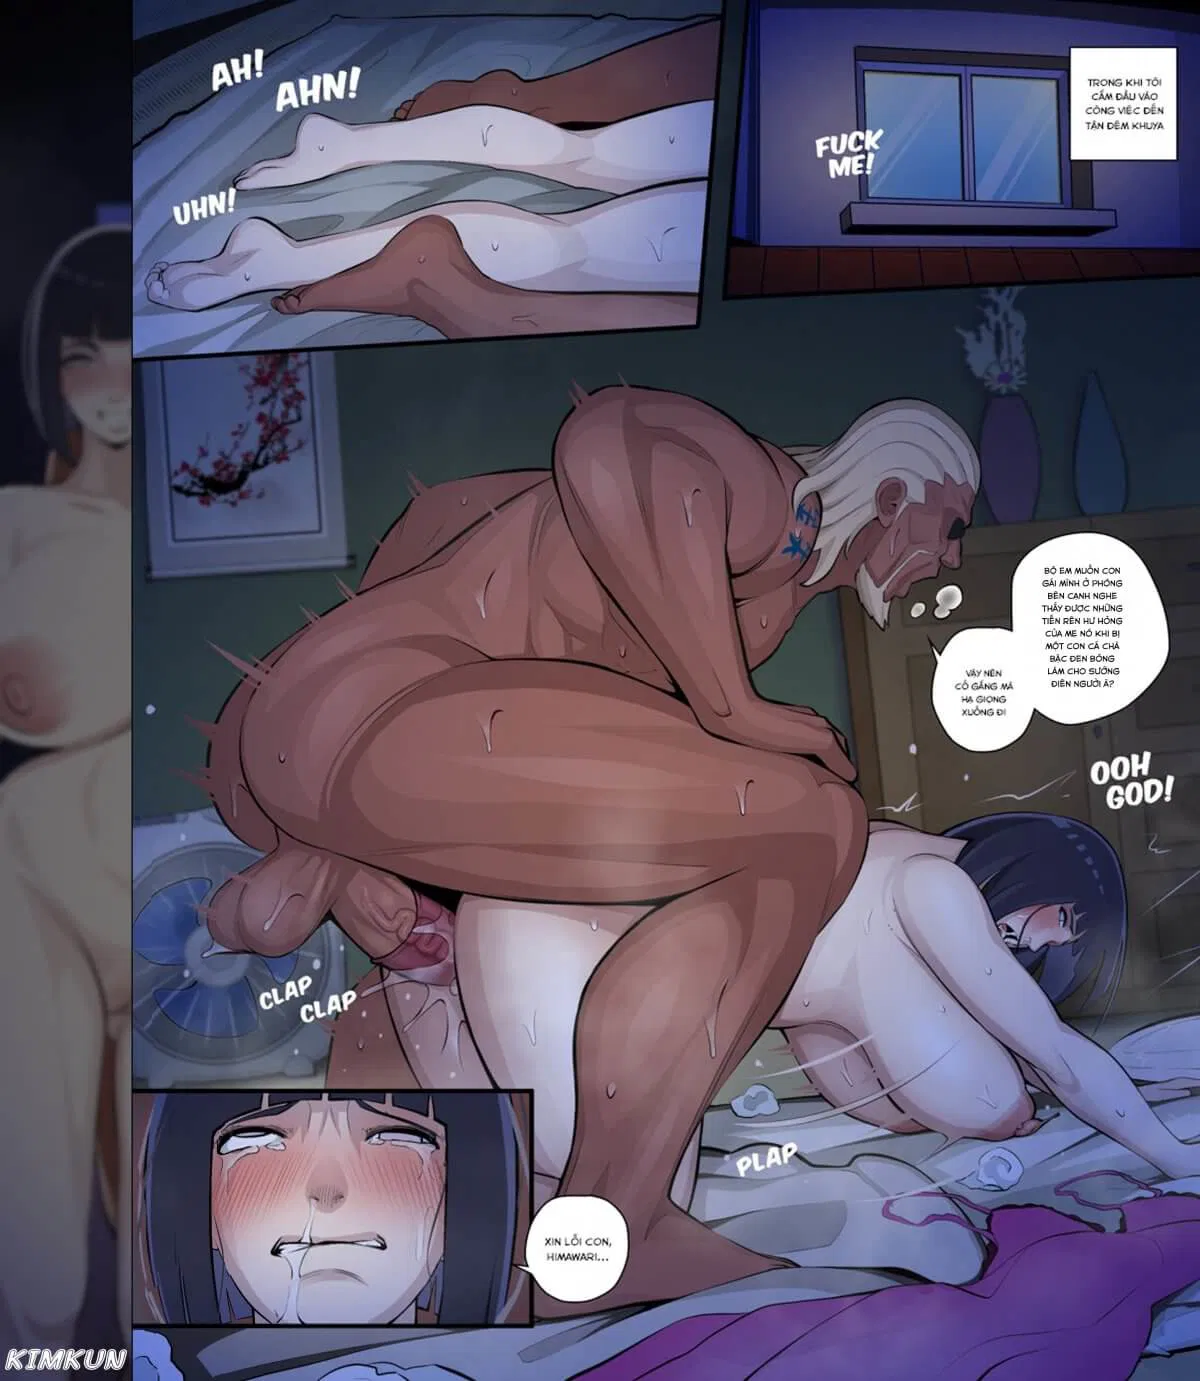 AH!
AHN!
UHN!
FUCK
ME!
TRONG KHI TÔI
CẮM ĐẦU VÀO
CÔNG VIỆC ĐẾN
TẬN ĐÊM KHUYA
BỘ EM MUỐN CON
GÁI MÌNH Ở PHÒNG
BÊN CẠNH NGHE
THẤY ĐƯỢC NHỮNG
TIẾNG RÊN HƯ HỎNG
CỦA MẸ NÓ KHI BỊ
MỘT CON CẶC CHÀ
BẶC ĐEN BÓNG
LÀM CHO SƯỚNG
ĐIÊN NGƯỜI À?
VẬY NÊN
CỐ GẮNG MÀ
HẠ GIỌNG
XUỐNG ĐI
OOH
GOD!
CLAP
CLAP
PLAP
XIN LỖI CON,
HIMAWARI...
KIMKUN